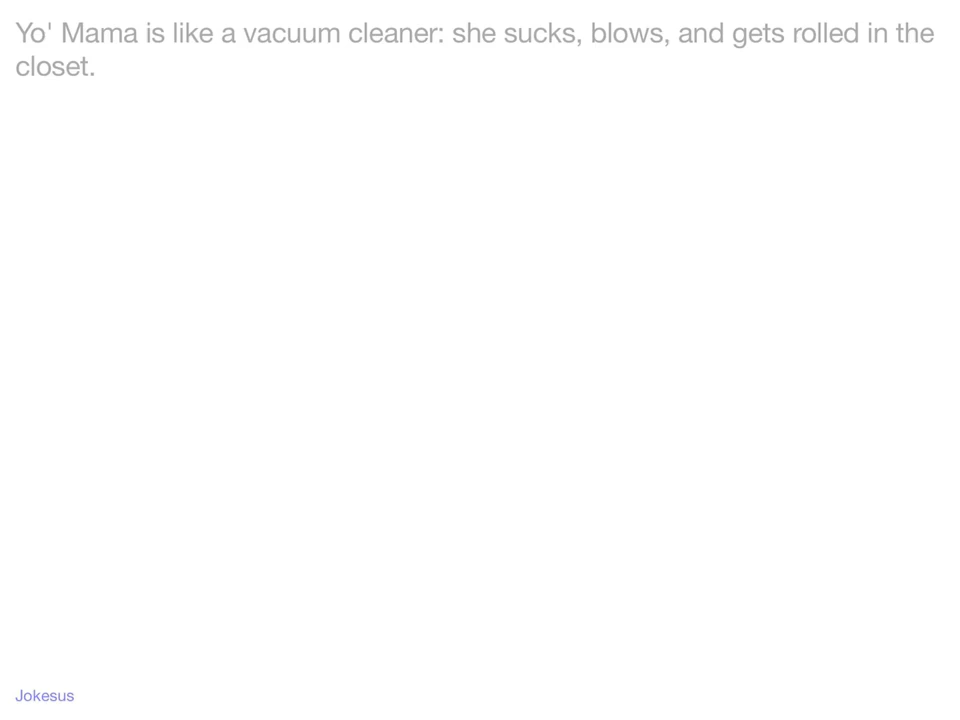 Yo' Mama is like a vacuum cleaner: she sucks, blows, and gets rolled in the
closet.
Jokesus